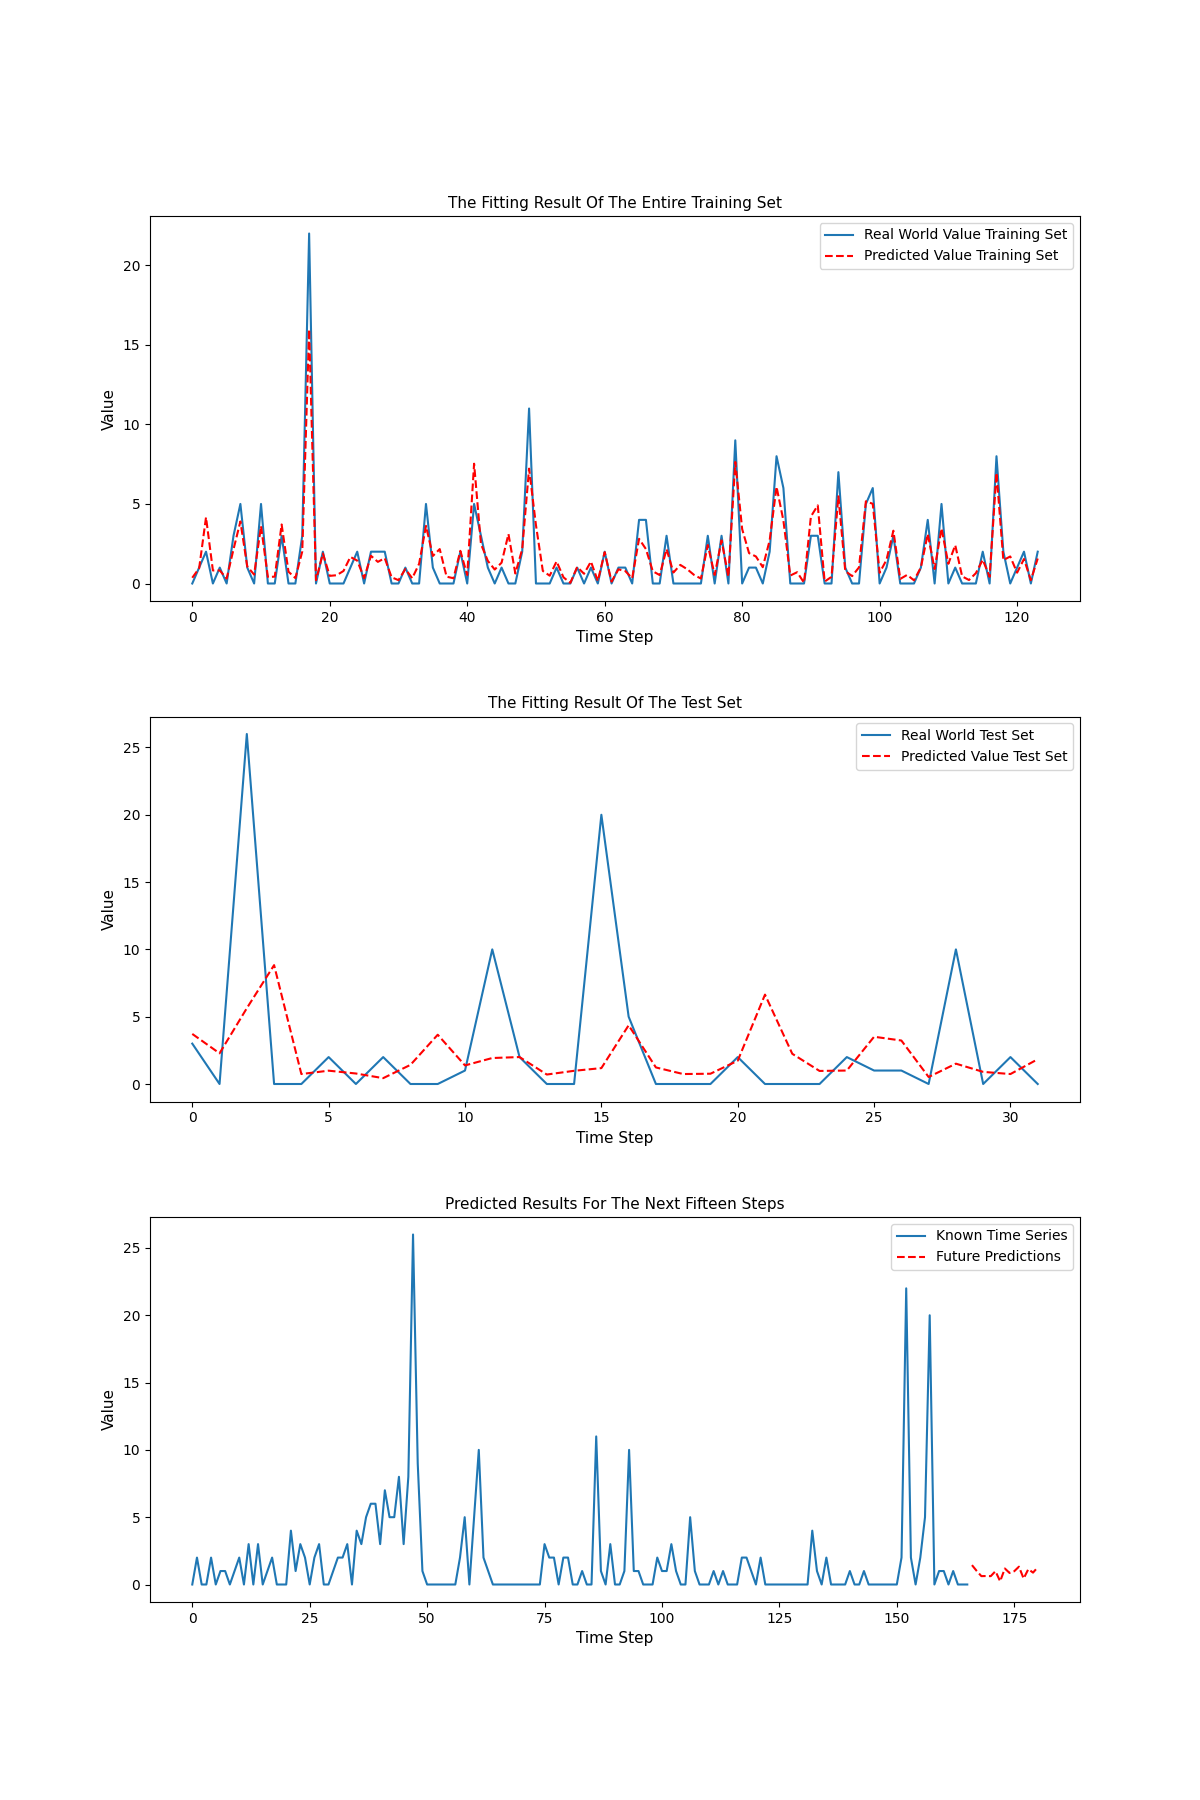 The Fitting Result Of The Entire Training Set
Real World Value Training Set
Predicted Value Training Set
20
15
10
5
0
Value
0 20 40 60 80 100 120
Time Step
The Fitting Result Of The Test Set
Real World Test Set
Predicted Value Test Set
25
20
15
10
5
0
Value
0 5 10 15 20 25 30
Time Step
Predicted Results For The Next Fifteen Steps
Known Time Series
Future Predictions
25
20
15
10
5
0
Value
0 25 50 75 100 125 150 175
Time Step